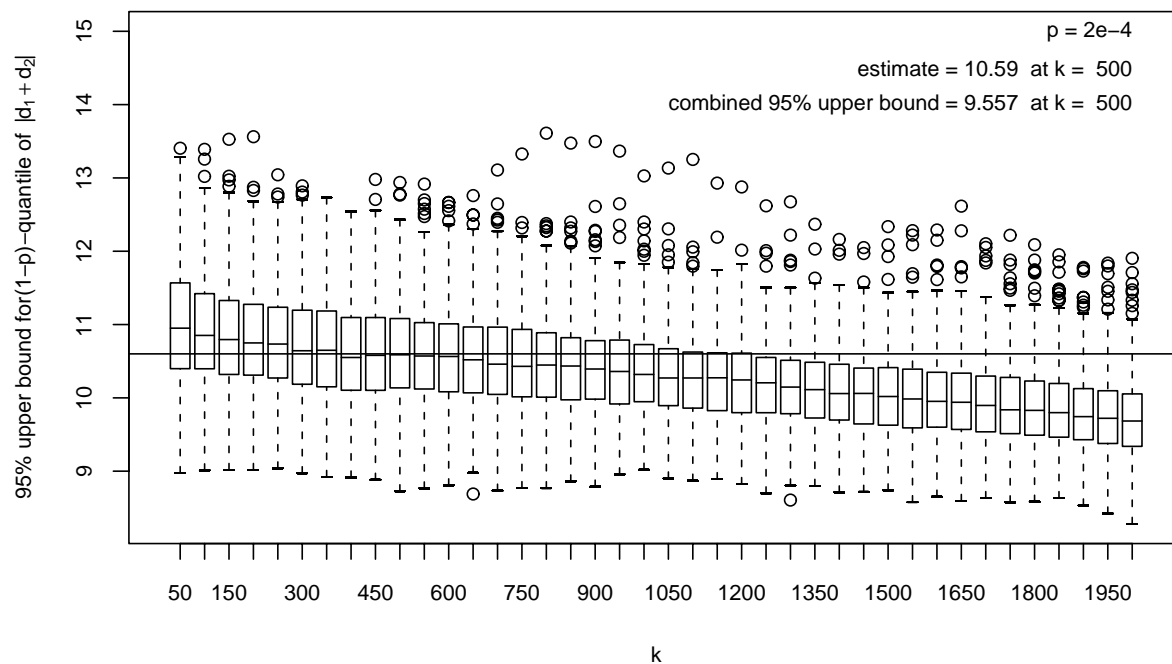 p = 2e−4
estimate = 10.59 at k = 500
combined 95% upper bound = 9.557 at k = 500
95% upper bound for(1−p)−quantile of |d₁+d₂|
15
14
13
12
11
10
9
50 150 300 450 600 750 900 1050 1200 1350 1500 1650 1800 1950
k